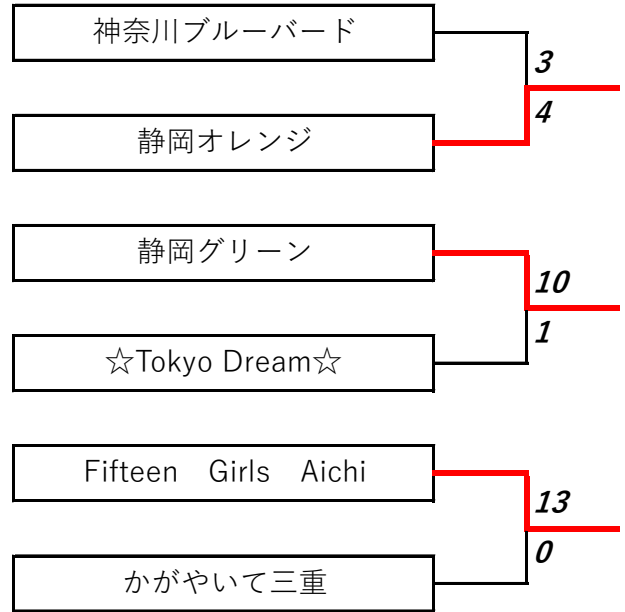 神奈川ブルーバード
3
4
静岡オレンジ
静岡グリーン
10
1
☆Tokyo Dream☆
Fifteen　Girls　Aichi
13
0
かがやいて三重